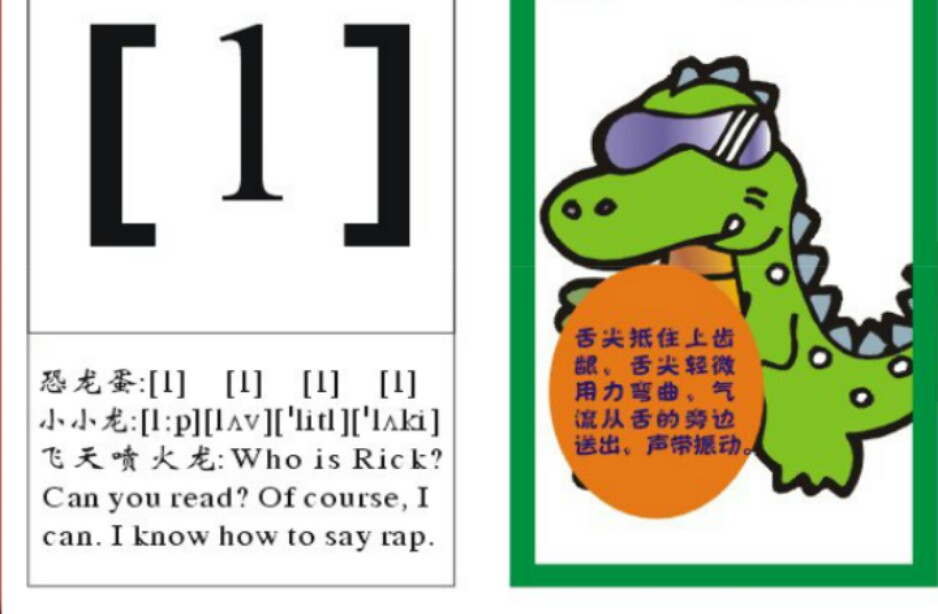 [l]
恐龙蛋:[l] [l] [l] [l]
小小龙:[l:p][lʌv]['litl]['lʌki]
飞天喷火龙:Who is Rick?
Can you read? Of course, I
can. I know how to say rap.
舌尖抵住上齿
龈、舌尖轻微
用力弯曲、气
流从舌的旁边
送出、声带振动。